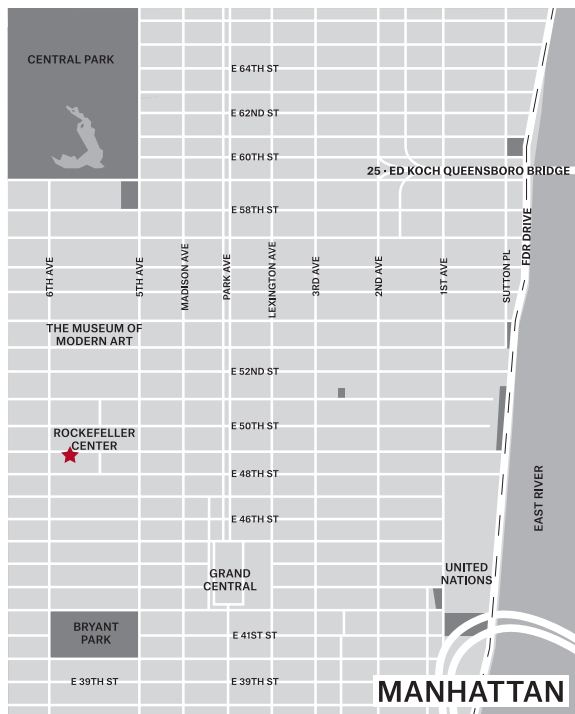 CENTRAL PARK
E 64TH ST
E 62ND ST
E 60TH ST
25 • ED KOCH QUEENSBORO BRIDGE
E 58TH ST
6TH AVE
5TH AVE
MADISON AVE
PARK AVE
LEXINGTON AVE
3RD AVE
2ND AVE
1ST AVE
SUTTON PL
FDR DRIVE
THE MUSEUM OF
MODERN ART
E 52ND ST
E 50TH ST
ROCKEFELLER
CENTER
E 48TH ST
EAST RIVER
E 46TH ST
GRAND
CENTRAL
UNITED
NATIONS
BRYANT
PARK
E 41ST ST
E 39TH ST
E 39TH ST
MANHATTAN